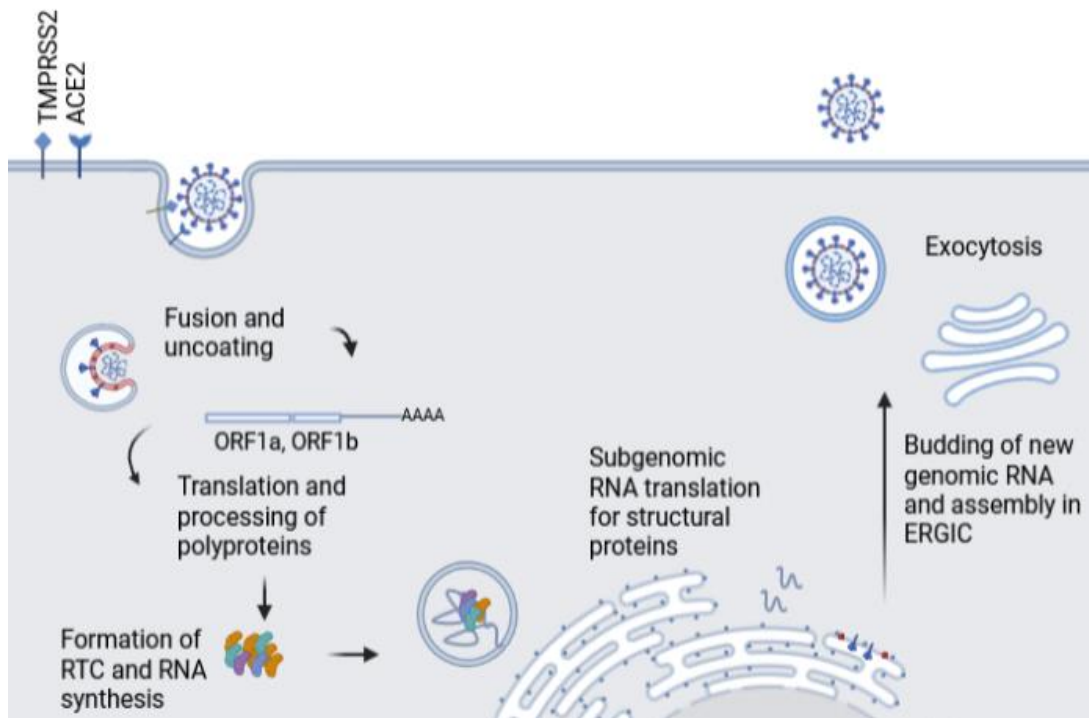 TMPRSS2
ACE2
Fusion and
uncoating
AAAA
ORF1a, ORF1b
Translation and
processing of
polyproteins
Formation of
RTC and RNA
synthesis
Subgenomic
RNA translation
for structural
proteins
Exocytosis
Budding of new
genomic RNA
and assembly in
ERGIC